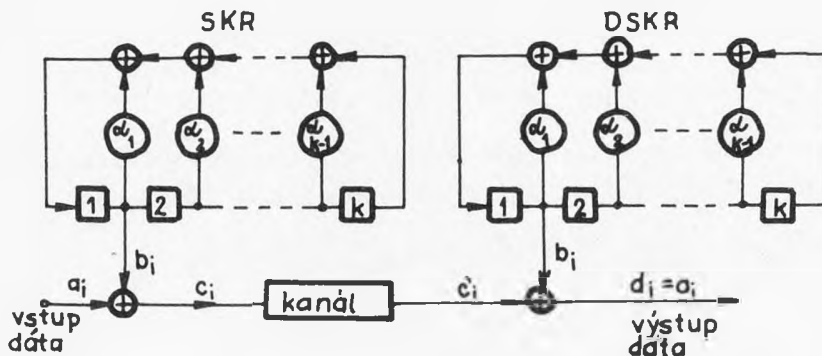 SKR
DSKR
α1 α2 αk-1
α1 α2 αk-1
1 2 k
1 2 k
bi
bi
ai ci kanál ći di=ai
vstup
dáta
výstup
dáta